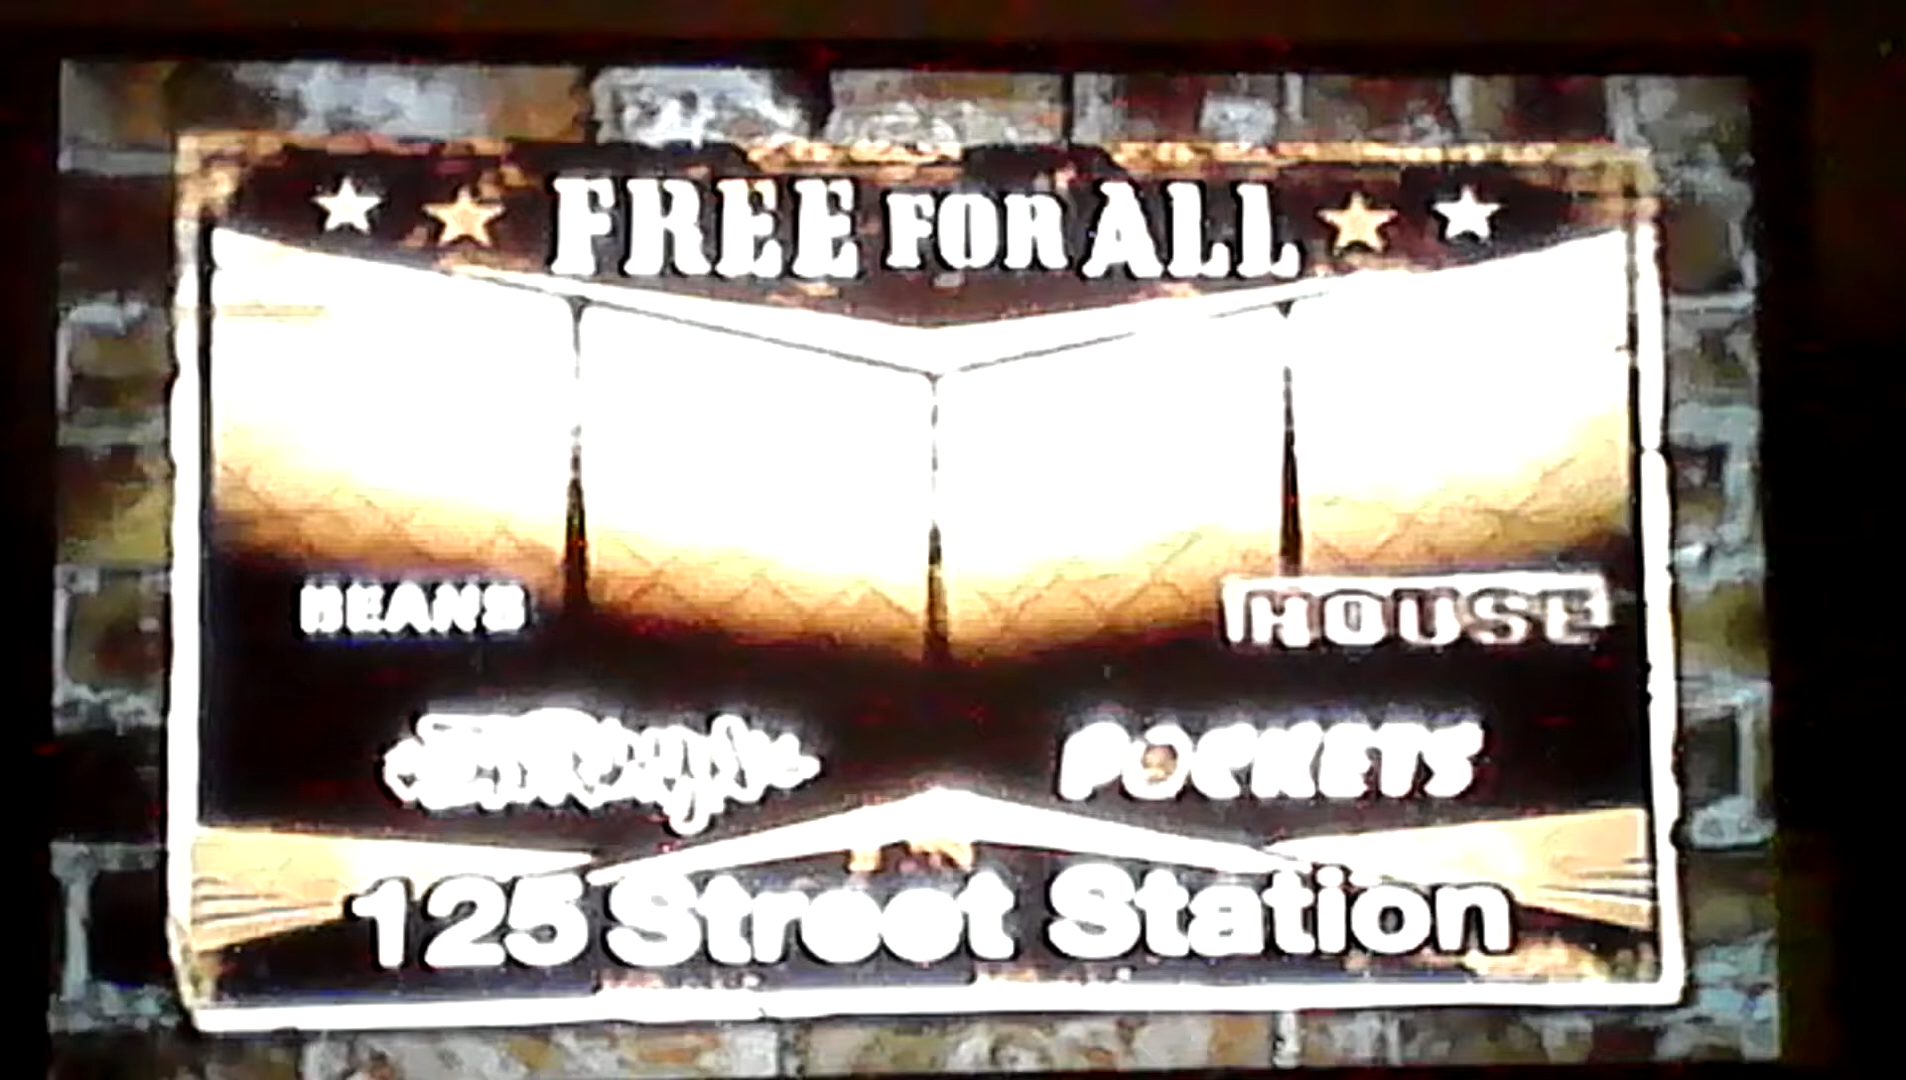 FREE FOR ALL
BEANS
HOUSE
POCKETS
125 Street Station